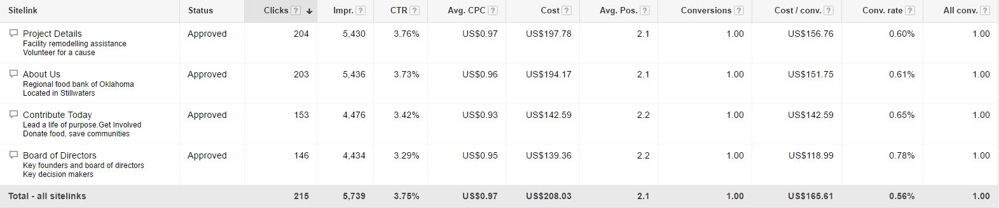 Sitelink Status Clicks ? Impr. ? CTR ? Avg. CPC ? Cost ? Avg. Pos. ? Conversions ? Cost / conv. ? Conv. rate ? All conv. ?
Project Details Approved 204 5,430 3.76% US$0.97 US$197.78 2.1 1.00 US$156.76 0.60% 1.00
Facility remodelling assistance
Volunteer for a cause
About Us Approved 203 5,436 3.73% US$0.96 US$194.17 2.1 1.00 US$151.75 0.61% 1.00
Regional food bank of Oklahoma
Located in Stillwaters
Contribute Today Approved 153 4,476 3.42% US$0.93 US$142.59 2.2 1.00 US$142.59 0.65% 1.00
Lead a life of purpose.Get Involved
Donate food, save communities
Board of Directors Approved 146 4,434 3.29% US$0.95 US$139.36 2.2 1.00 US$118.99 0.78% 1.00
Key founders and board of directors
Key decision makers
Total - all sitelinks 215 5,739 3.75% US$0.97 US$208.03 2.1 1.00 US$165.61 0.56% 1.00